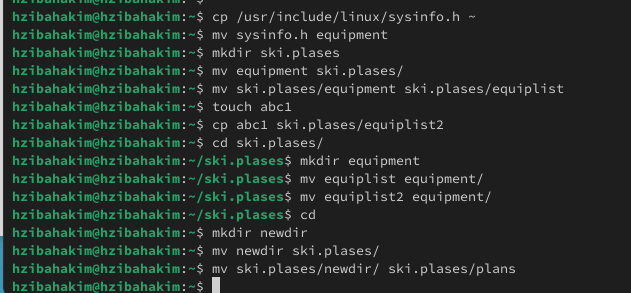 hzibahakim@hzibahakim:~$ cp /usr/include/linux/sysinfo.h ~
hzibahakim@hzibahakim:~$ mv sysinfo.h equipment
hzibahakim@hzibahakim:~$ mkdir ski.plases
hzibahakim@hzibahakim:~$ mv equipment ski.plases/
hzibahakim@hzibahakim:~$ mv ski.plases/equipment ski.plases/equiplist
hzibahakim@hzibahakim:~$ touch abc1
hzibahakim@hzibahakim:~$ cp abc1 ski.plases/equiplist2
hzibahakim@hzibahakim:~$ cd ski.plases/
hzibahakim@hzibahakim:~/ski.plases$ mkdir equipment
hzibahakim@hzibahakim:~/ski.plases$ mv equiplist equipment/
hzibahakim@hzibahakim:~/ski.plases$ mv equiplist2 equipment/
hzibahakim@hzibahakim:~/ski.plases$ cd
hzibahakim@hzibahakim:~$ mkdir newdir
hzibahakim@hzibahakim:~$ mv newdir ski.plases/
hzibahakim@hzibahakim:~$ mv ski.plases/newdir/ ski.plases/plans
hzibahakim@hzibahakim:~$